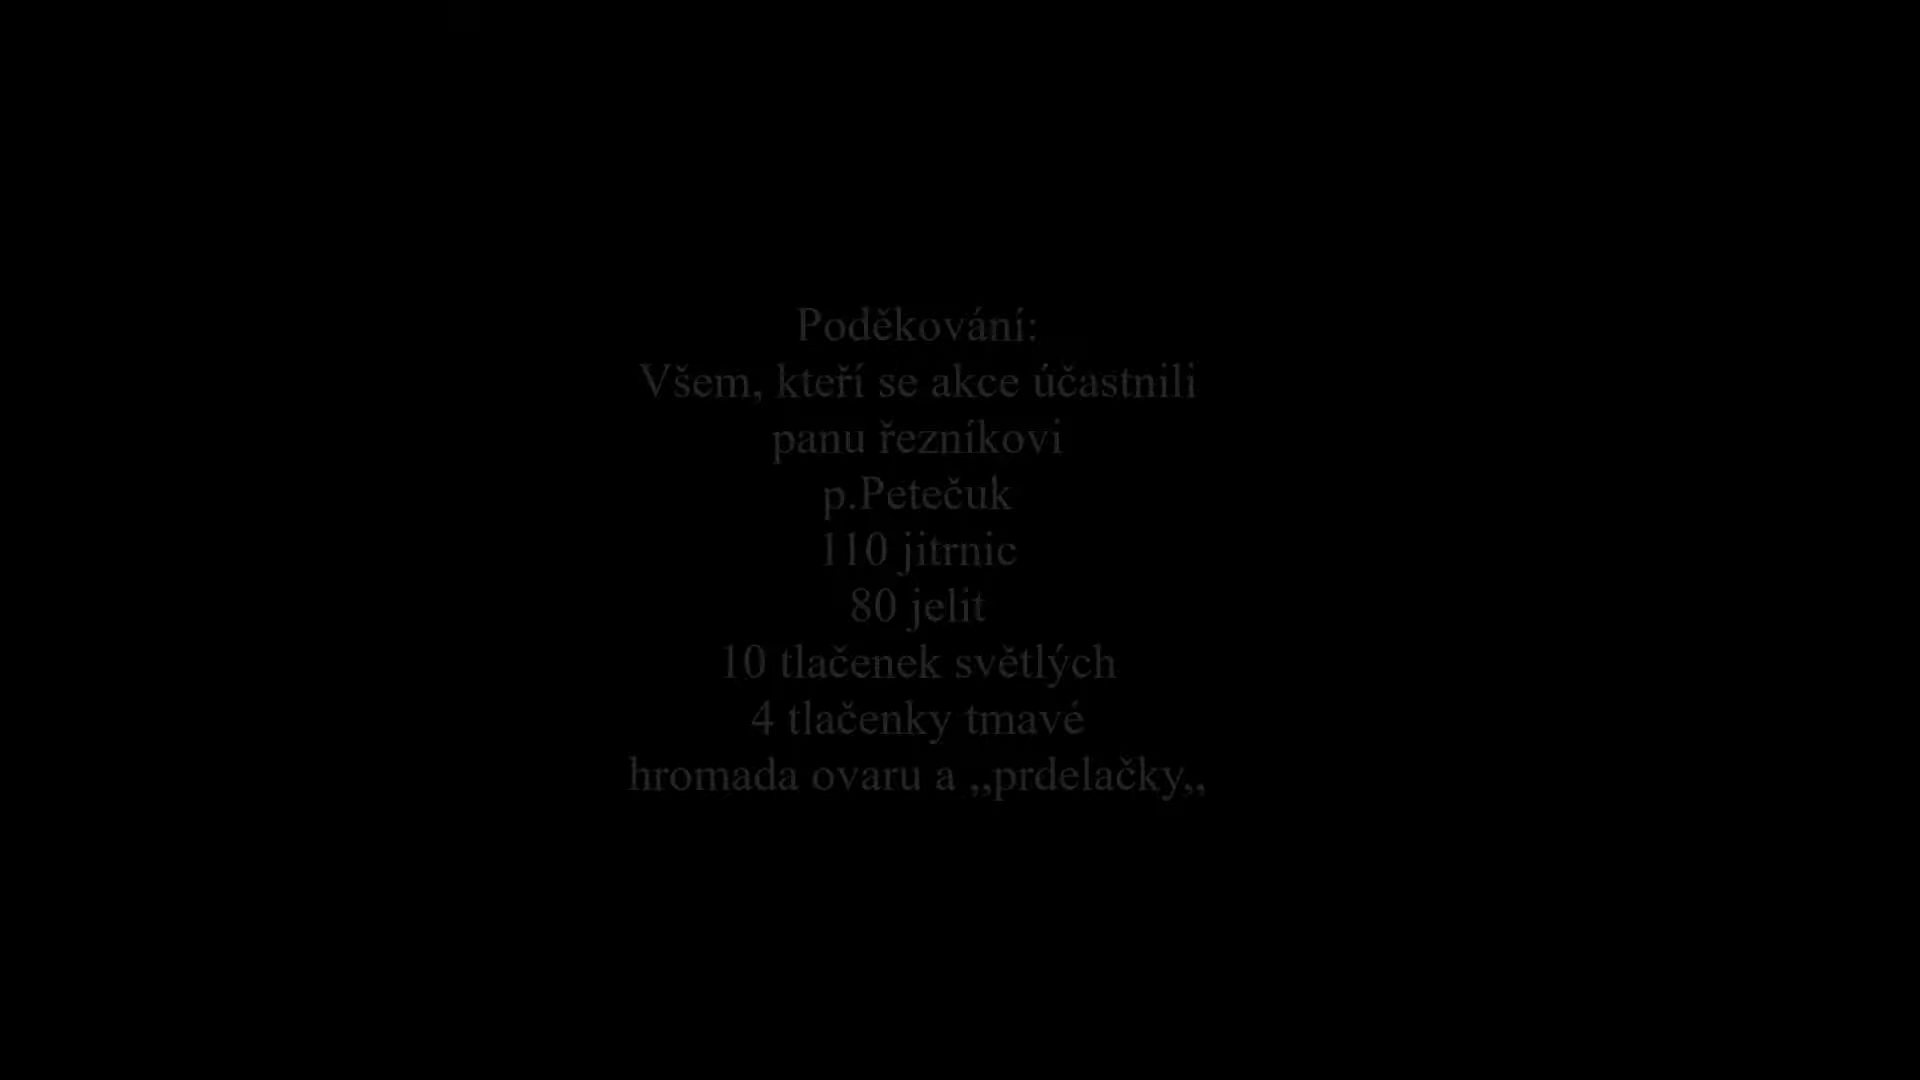 Poděkování:
Všem, kteří se akce účastnili
panu řezníkovi
p.Petečuk
110 jitrnic
80 jelit
10 tlačenek světlých
4 tlačenky tmavé
hromada ovaru a ,,prdelačky,,